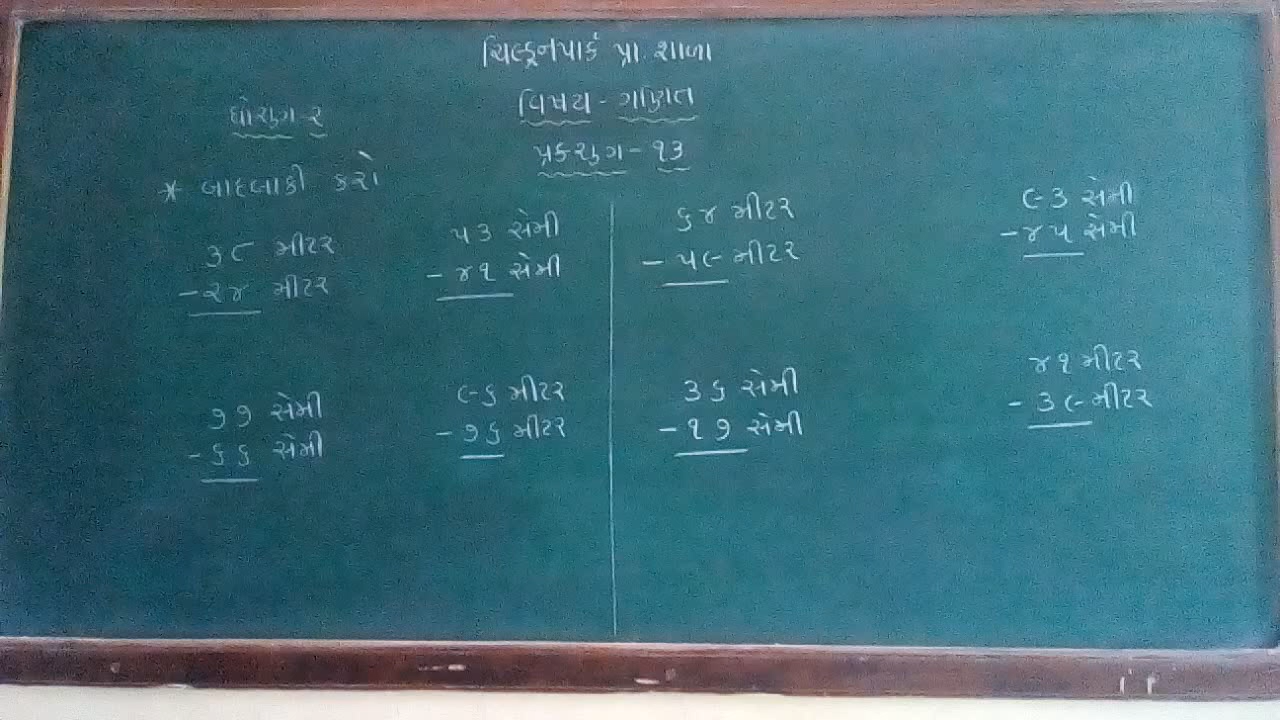 ચિલ્ડ્રનપાર્ક પ્રા. શાળા
વિષય - ગણિત
ધોરણ - ૨
પ્રકરણ - ૧૩
* બાદબાકી કરો
૩૮ મીટર
- ૨૪ મીટર
૫૩ સેમી
- ૪૧ સેમી
૬૪ મીટર
- ૫૯ મીટર
૯૩ સેમી
- ૪૫ સેમી
૭૭ સેમી
- ૬૬ સેમી
૯૬ મીટર
- ૭૬ મીટર
૩૬ સેમી
- ૧૭ સેમી
૪૧ મીટર
- ૩૯ મીટર